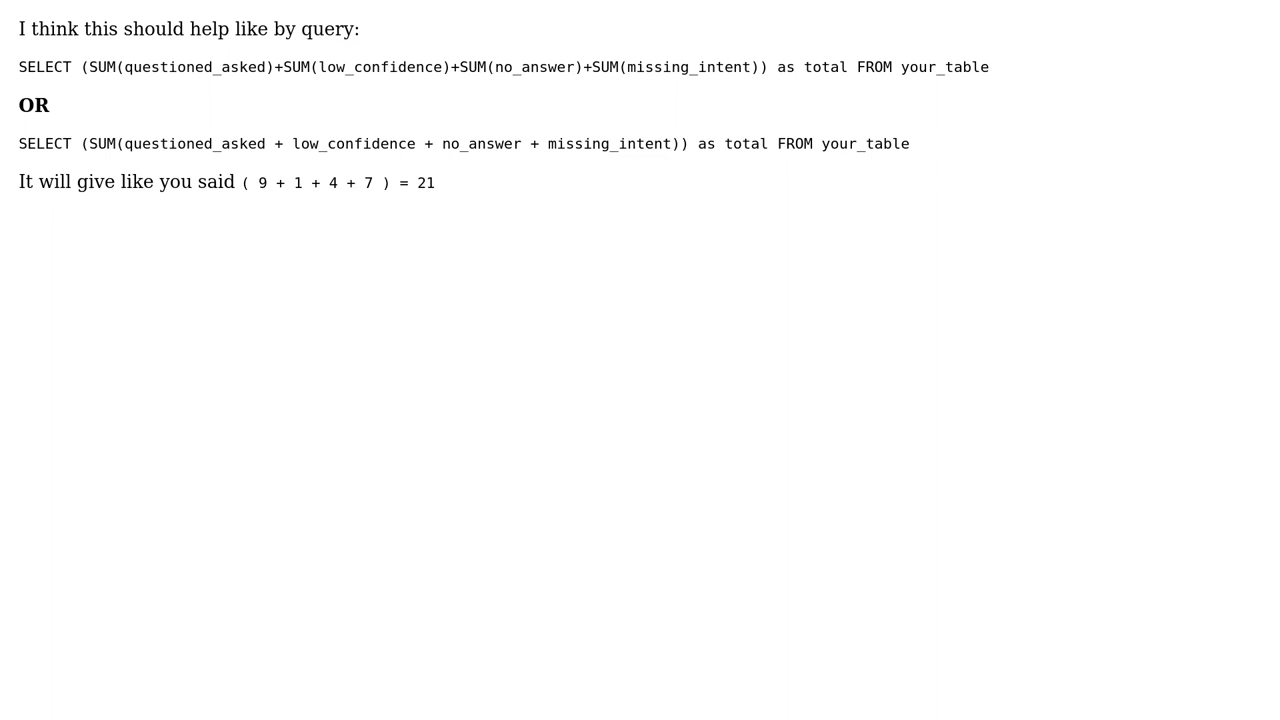 I think this should help like by query:
SELECT (SUM(questioned_asked)+SUM(low_confidence)+SUM(no_answer)+SUM(missing_intent)) as total FROM your_table
OR
SELECT (SUM(questioned_asked + low_confidence + no_answer + missing_intent)) as total FROM your_table
It will give like you said ( 9 + 1 + 4 + 7 ) = 21